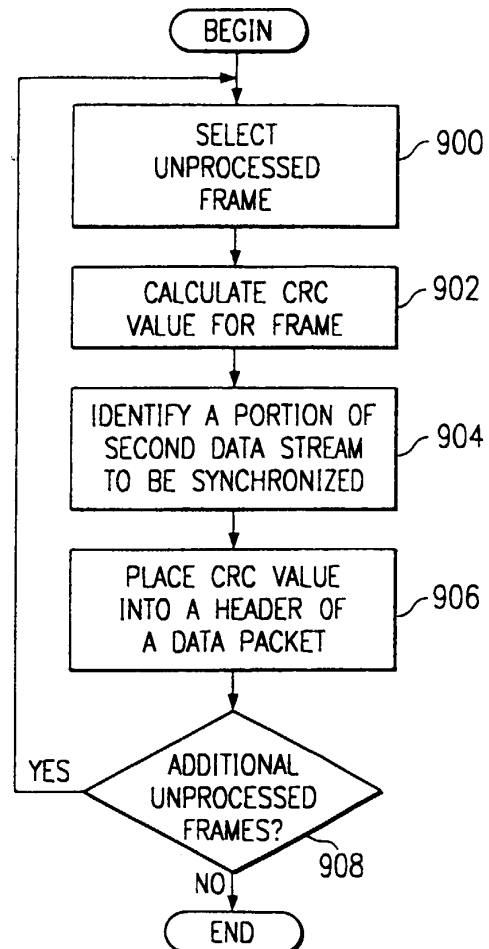 BEGIN
SELECT
UNPROCESSED
FRAME
900
CALCULATE CRC
VALUE FOR FRAME
902
IDENTIFY A PORTION OF
SECOND DATA STREAM
TO BE SYNCHRONIZED
904
PLACE CRC VALUE
INTO A HEADER OF
A DATA PACKET
906
YES
ADDITIONAL
UNPROCESSED
FRAMES?
908
NO
END